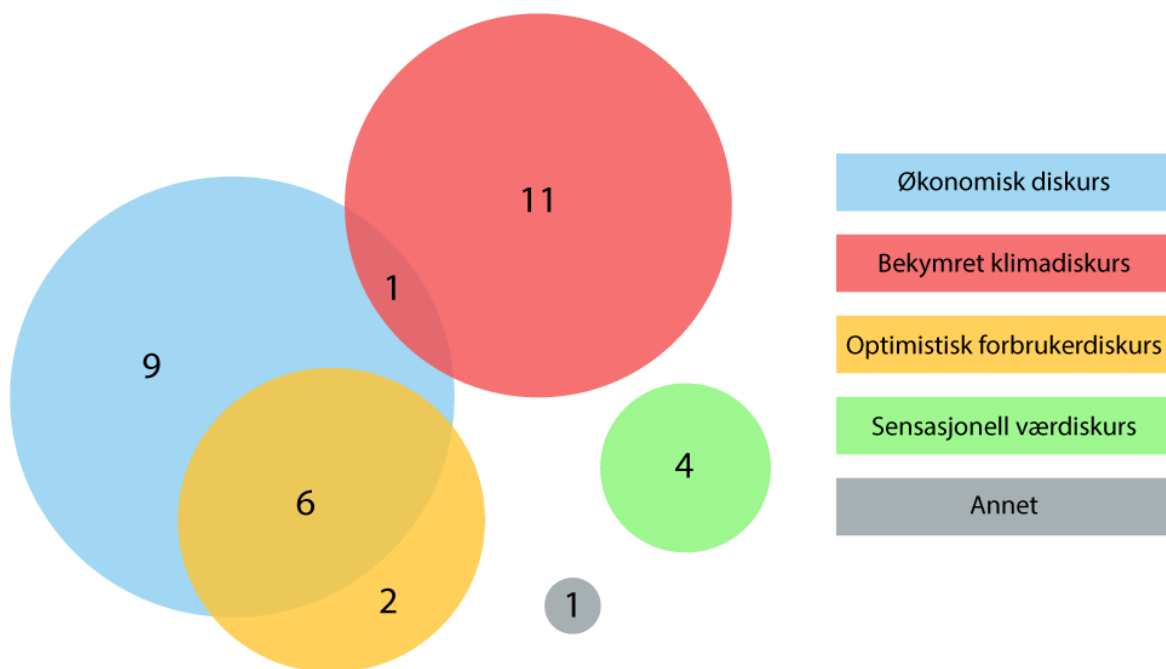 11
1
9
6
2
4
1
Økonomisk diskurs
Bekymret klimadiskurs
Optimistisk forbrukerdiskurs
Sensasjonell værdiskurs
Annet